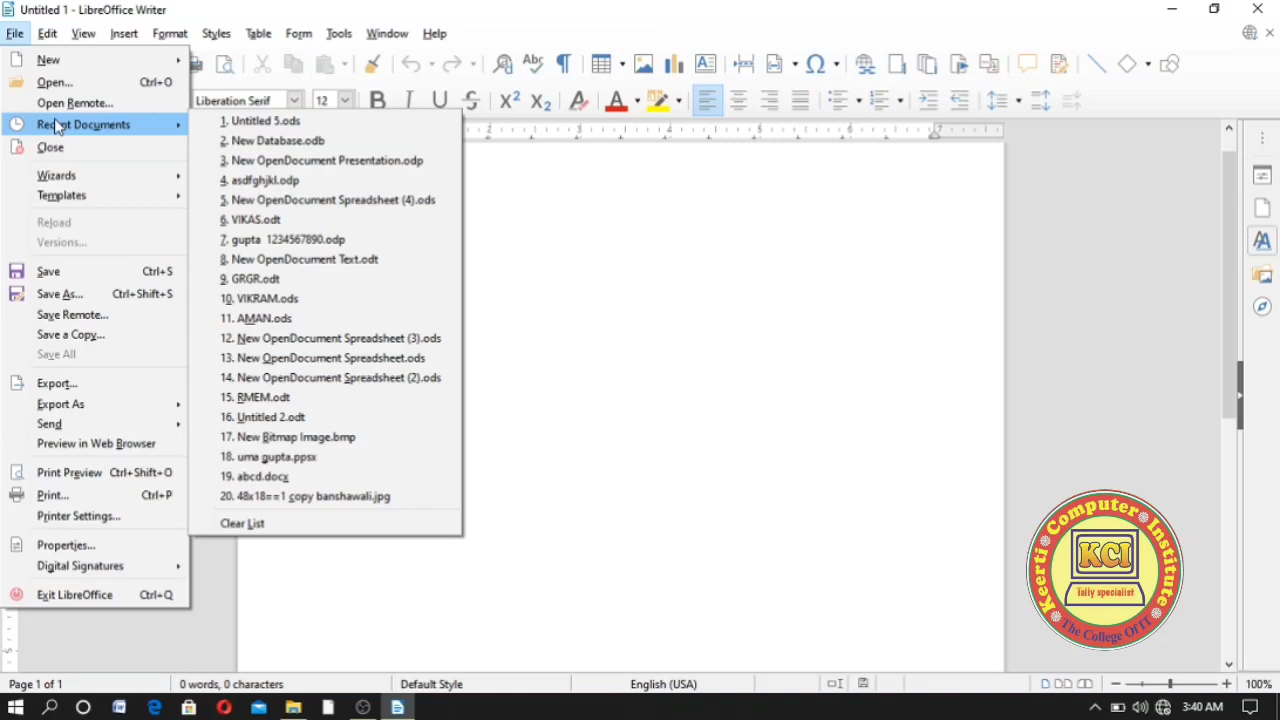 Untitled 1 - LibreOffice Writer
File Edit View Insert Format Styles Table Form Tools Window Help
New
Open... Ctrl+O
Open Remote...
Recent Documents
Close
Wizards
Templates
Reload
Versions...
Save Ctrl+S
Save As... Ctrl+Shift+S
Save Remote...
Save a Copy...
Save All
Export...
Export As
Send
Preview in Web Browser
Print Preview Ctrl+Shift+O
Print... Ctrl+P
Printer Settings...
Properties...
Digital Signatures
Exit LibreOffice Ctrl+Q
Liberation Serif 12
1. Untitled 5.ods
2. New Database.odb
3. New OpenDocument Presentation.odp
4. asdfghjkl.odp
5. New OpenDocument Spreadsheet (4).ods
6. VIKAS.odt
7. gupta 1234567890.odp
8. New OpenDocument Text.odt
9. GRGR.odt
10. VIKRAM.ods
11. AMAN.ods
12. New OpenDocument Spreadsheet (3).ods
13. New OpenDocument Spreadsheet.ods
14. New OpenDocument Spreadsheet (2).ods
15. RMEM.odt
16. Untitled 2.odt
17. New Bitmap Image.bmp
18. uma gupta.ppsx
19. abcd.docx
20. 48x18==1 copy banshawali.jpg
Clear List
2 3 4 5 6 7
Keerti Computer Institute
KCI
Tally specialist
The College Of IT
Page 1 of 1 0 words, 0 characters Default Style English (USA) 100%
3:40 AM